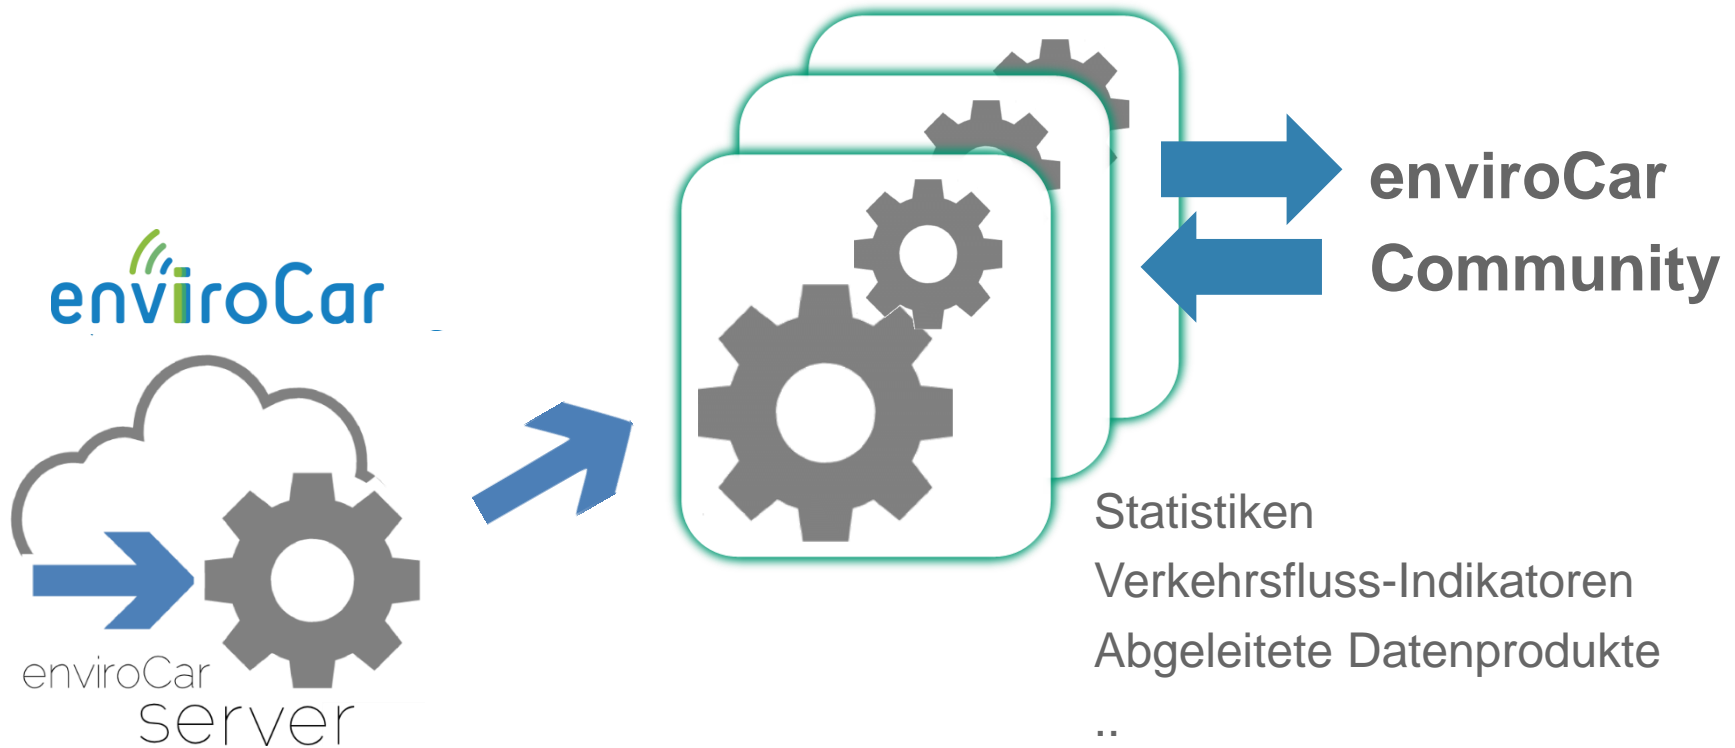 enviroCar
enviroCar
server
enviroCar
Community
Statistiken
Verkehrsfluss-Indikatoren
Abgeleitete Datenprodukte
..